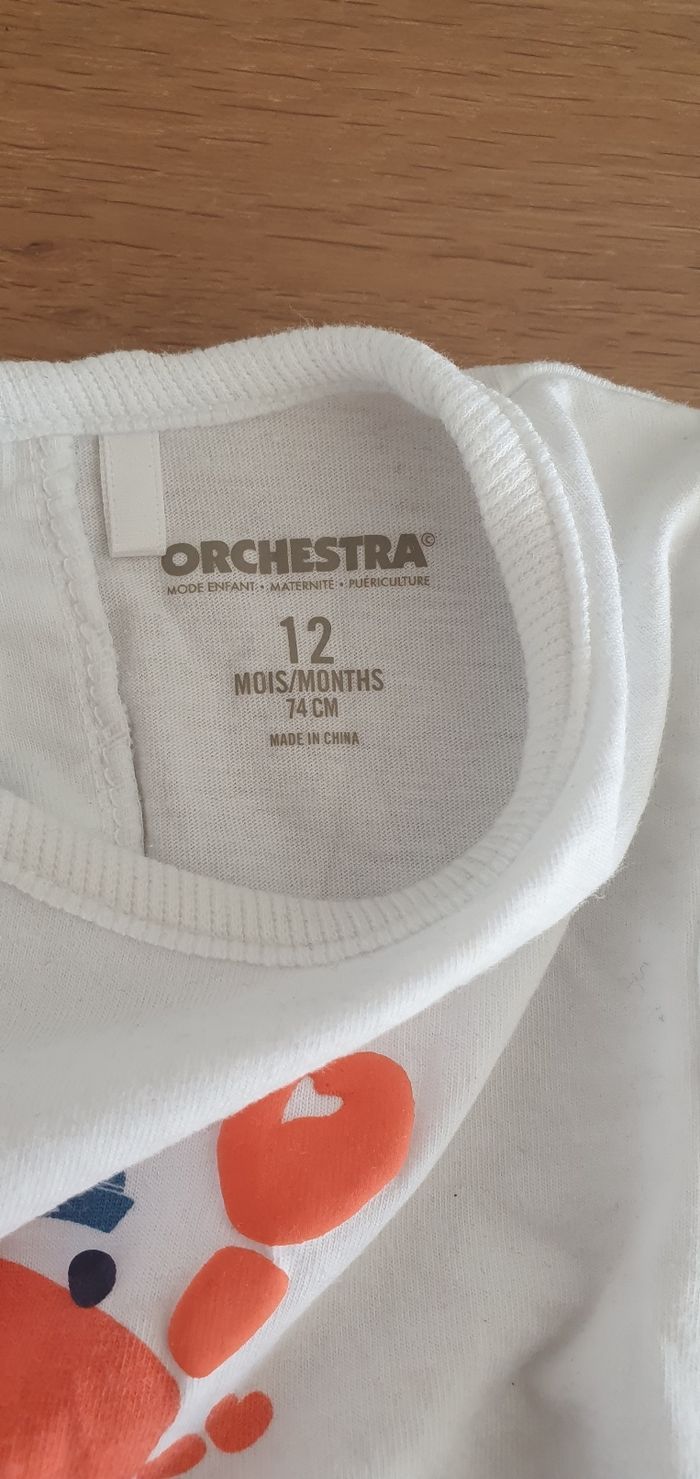 ORCHESTRA©
MODE ENFANT • MATERNITÉ • PUÉRICULTURE
12
MOIS/MONTHS
74 CM
MADE IN CHINA